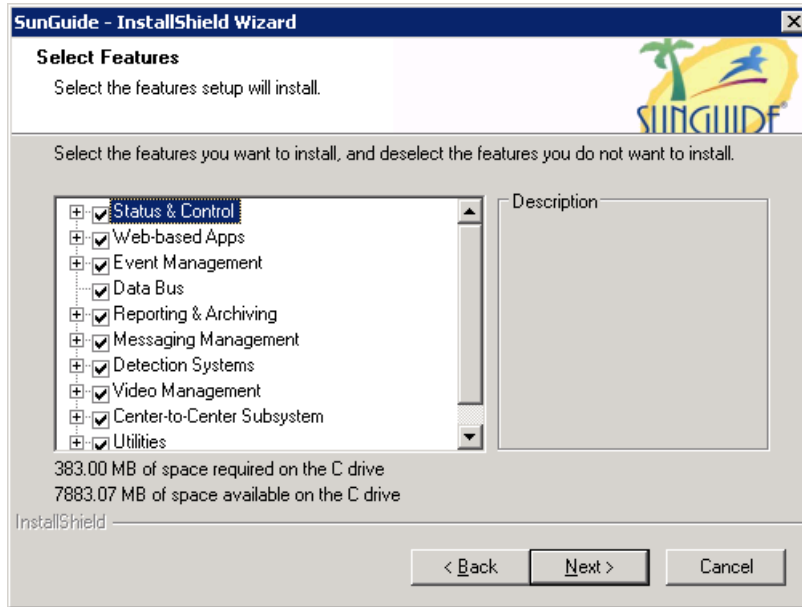 SunGuide - InstallShield Wizard
Select Features
Select the features setup will install.
SUNGUIDE®
Select the features you want to install, and deselect the features you do not want to install.
Status & Control
Web-based Apps
Event Management
Data Bus
Reporting & Archiving
Messaging Management
Detection Systems
Video Management
Center-to-Center Subsystem
Utilities
Description
383.00 MB of space required on the C drive
7883.07 MB of space available on the C drive
InstallShield
< Back
Next >
Cancel